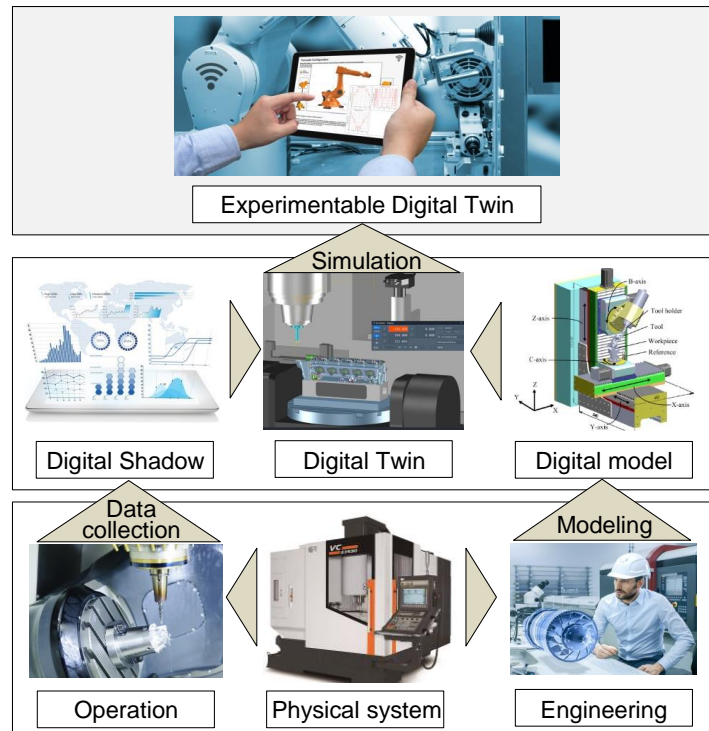 Experimentable Digital Twin
Simulation
B-axis
Z-axis
Tool holder
Tool
Workpiece
C-axis
Reference
Z
Y
X
X-axis
Y-axis
Digital Shadow
Digital Twin
Digital model
Data
collection
Modeling
VC
Operation
Physical system
Engineering